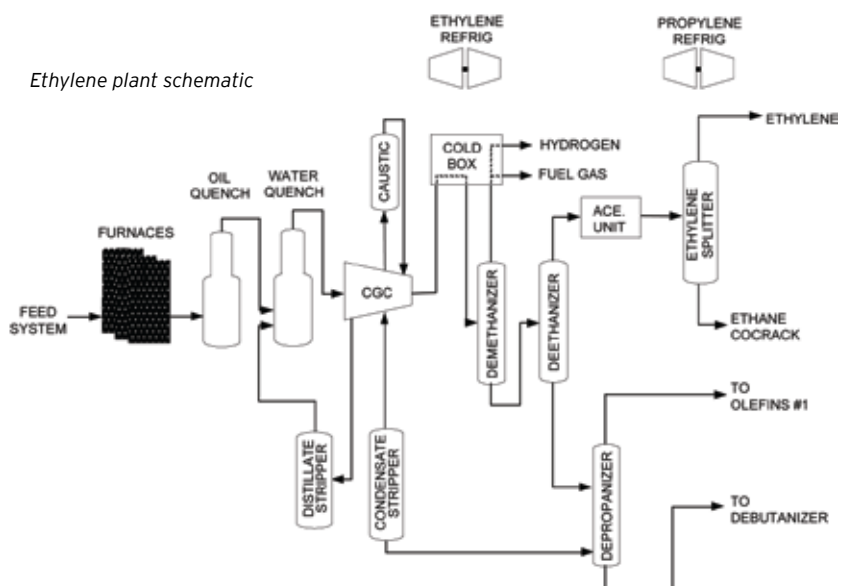 ETHYLENE
REFRIG
PROPYLENE
REFRIG
Ethylene plant schematic
ETHYLENE
HYDROGEN
COLD
BOX
FUEL GAS
CAUSTIC
OIL
QUENCH
WATER
QUENCH
ACE.
UNIT
ETHYLENE
SPLITTER
FURNACES
CGC
DEMETHANIZER
DEETHANIZER
FEED
SYSTEM
ETHANE
COCRACK
TO
OLEFINS #1
DISTILLATE
STRIPPER
CONDENSATE
STRIPPER
DEPROPANIZER
TO
DEBUTANIZER